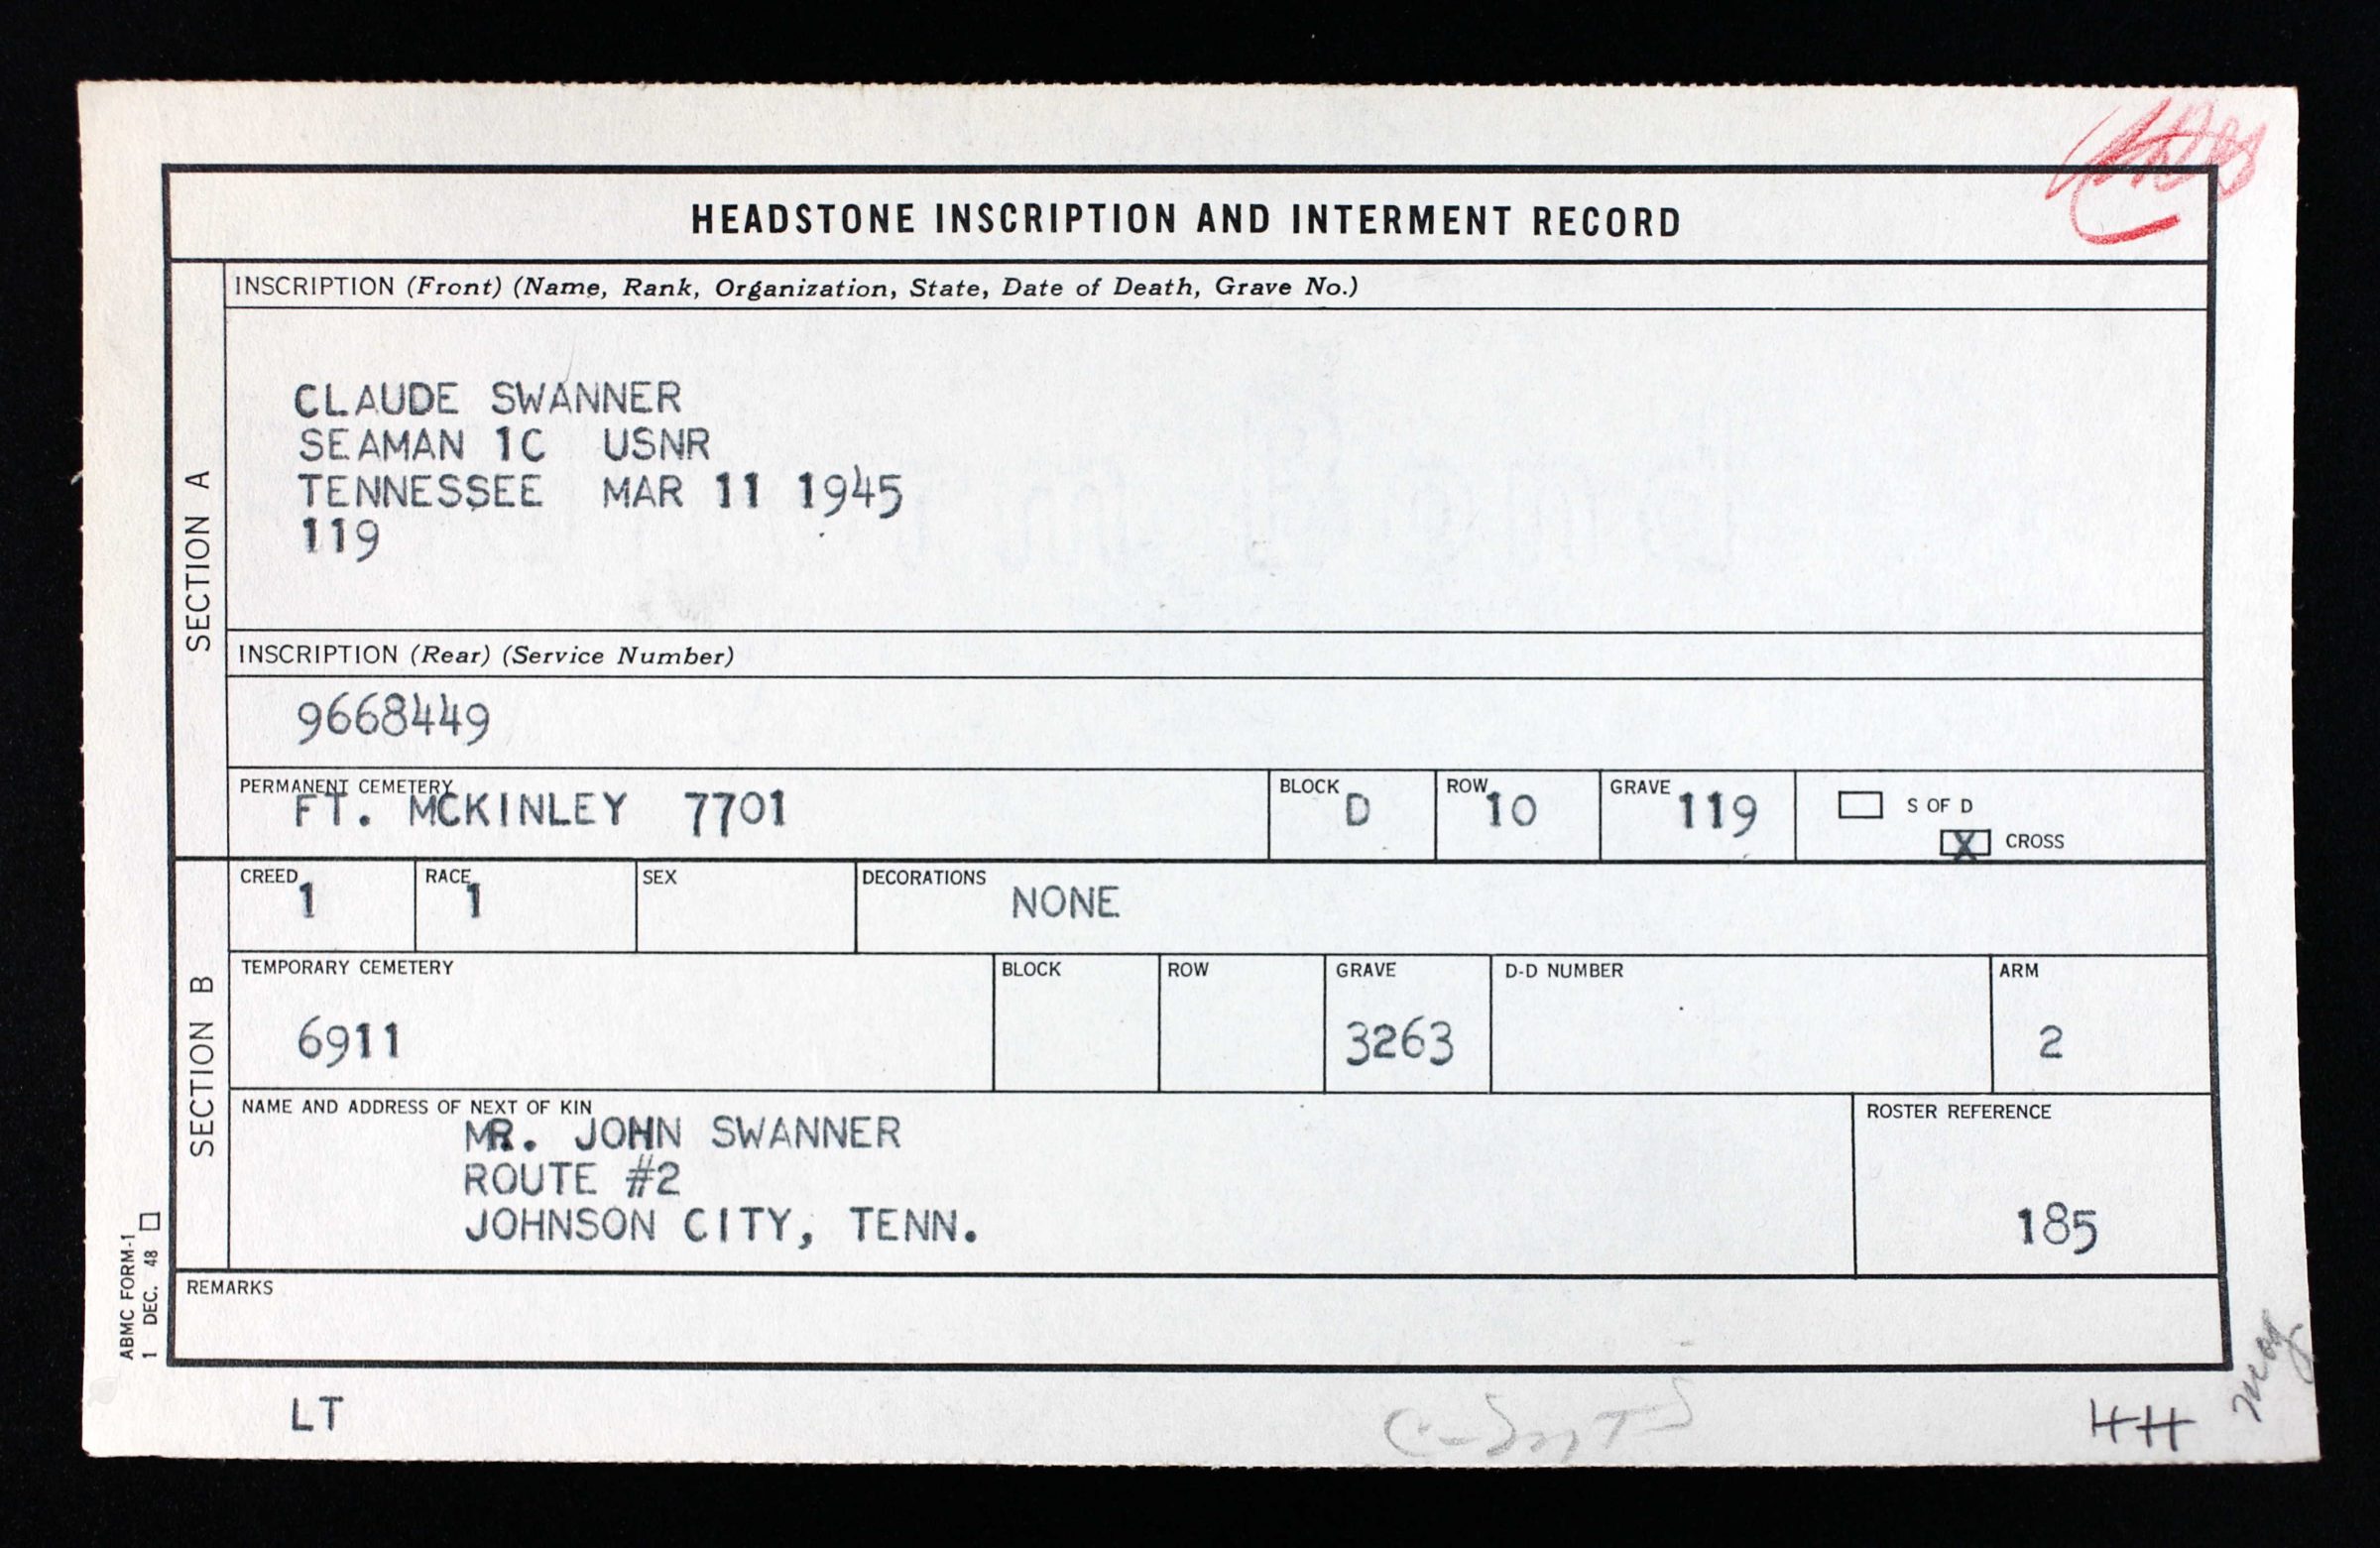 HEADSTONE INSCRIPTION AND INTERMENT RECORD
SECTION A
INSCRIPTION (Front) (Name, Rank, Organization, State, Date of Death, Grave No.)
CLAUDE SWANNER
SEAMAN 1C USNR
TENNESSEE MAR 11 1945
119
INSCRIPTION (Rear) (Service Number)
9668449
PERMANENT CEMETERY
FT. MCKINLEY 7701
BLOCK
D
ROW
10
GRAVE
119
S OF D
X CROSS
SECTION B
CREED
1
RACE
1
SEX
DECORATIONS
NONE
TEMPORARY CEMETERY
6911
BLOCK
ROW
GRAVE
3263
D-D NUMBER
ARM
2
NAME AND ADDRESS OF NEXT OF KIN
MR. JOHN SWANNER
ROUTE #2
JOHNSON CITY, TENN.
ROSTER REFERENCE
185
REMARKS
ABMC FORM-1
1 DEC. 48
LT
HH